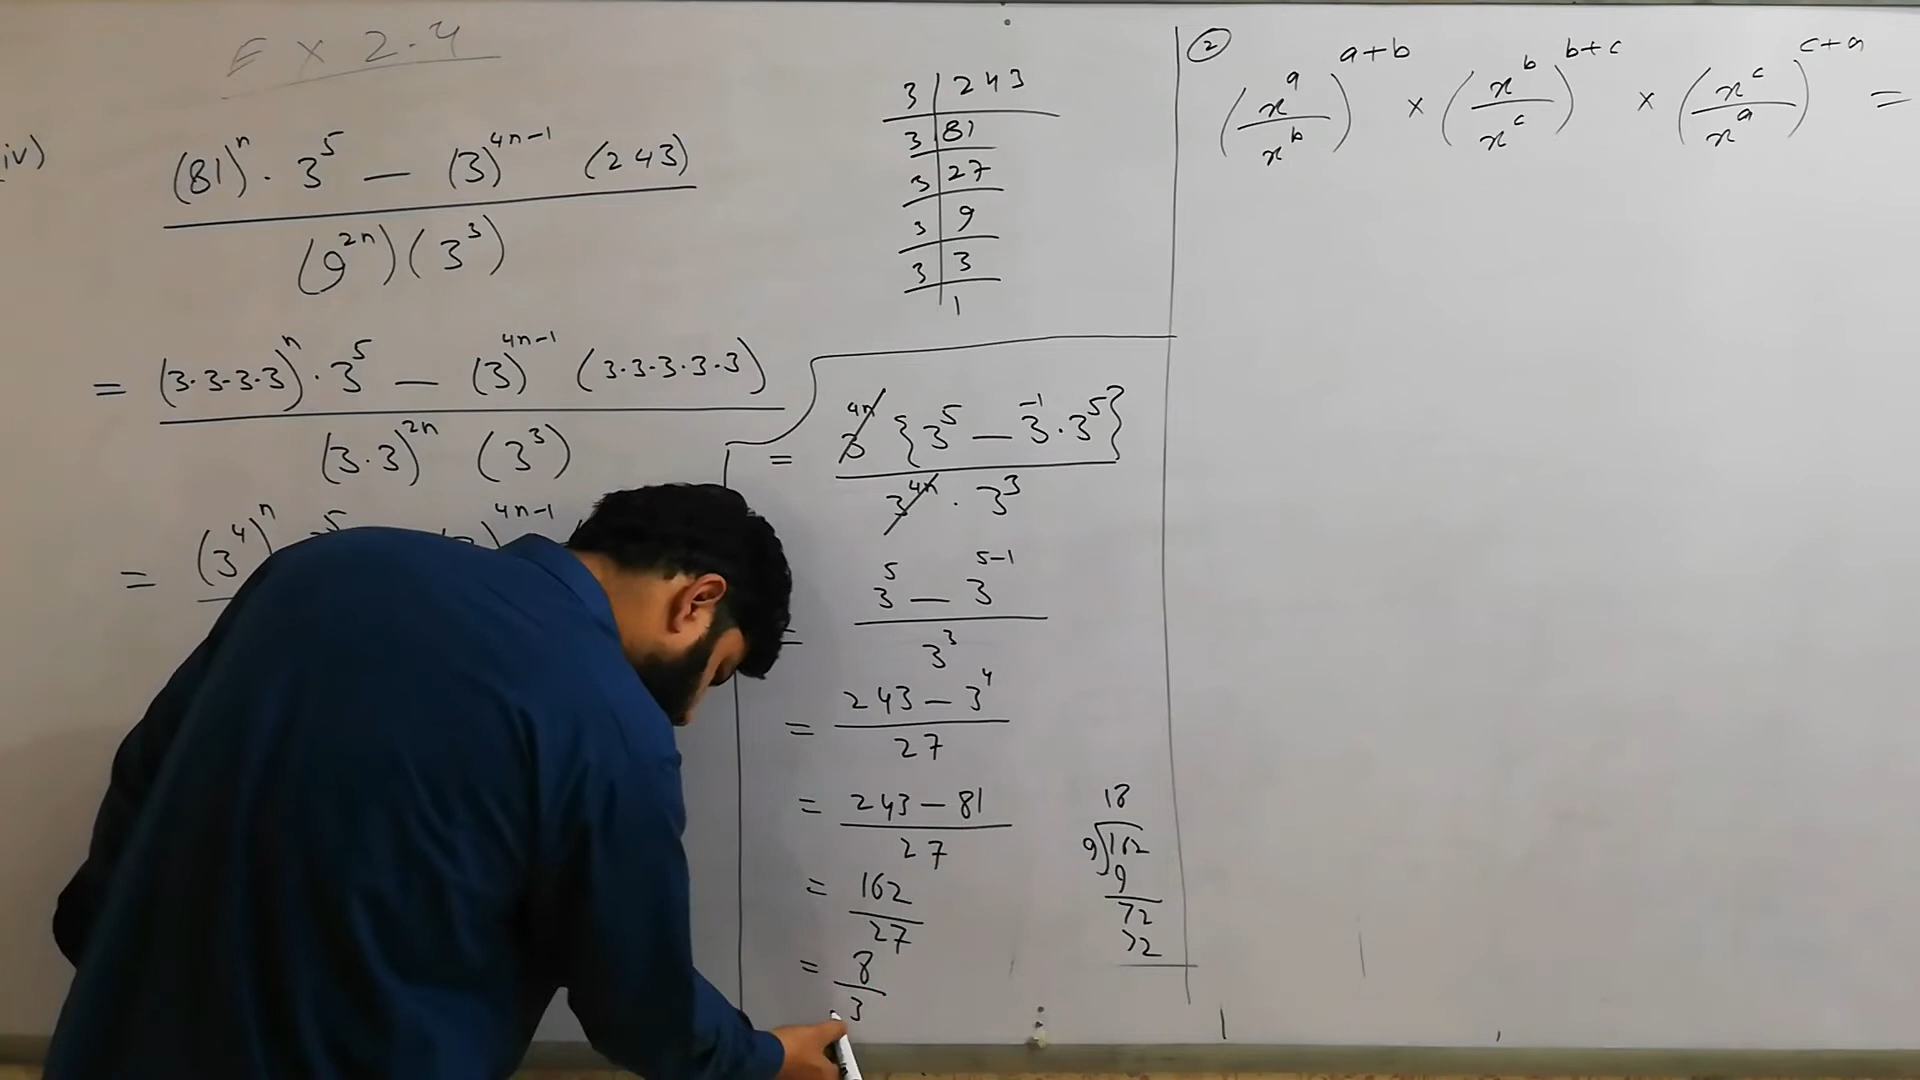 Ex 2.4
iv) (81)^n · 3^5 — (3)^{4n-1} (243)
(9^{2n})(3^3)
= (3·3·3·3)^n · 3^5 — (3)^{4n-1} (3·3·3·3·3)
(3·3)^{2n} (3^3)
= (3^4)^n 5 4n-1
3 | 243
3 | 81
3 | 27
3 | 9
3 | 3
1
= 3^{4n} {3^5 — 3^{-1} · 3^5}
3^{4n} · 3^3
= 3^5 — 3^{5-1}
3^3
= 243 — 3^4
27
= 243 — 81
27
= 162
27
= 8
3
18
9)162
9
72
72
② (x^a / x^b)^{a+b} × (x^b / x^c)^{b+c} × (x^c / x^a)^{c+a} =